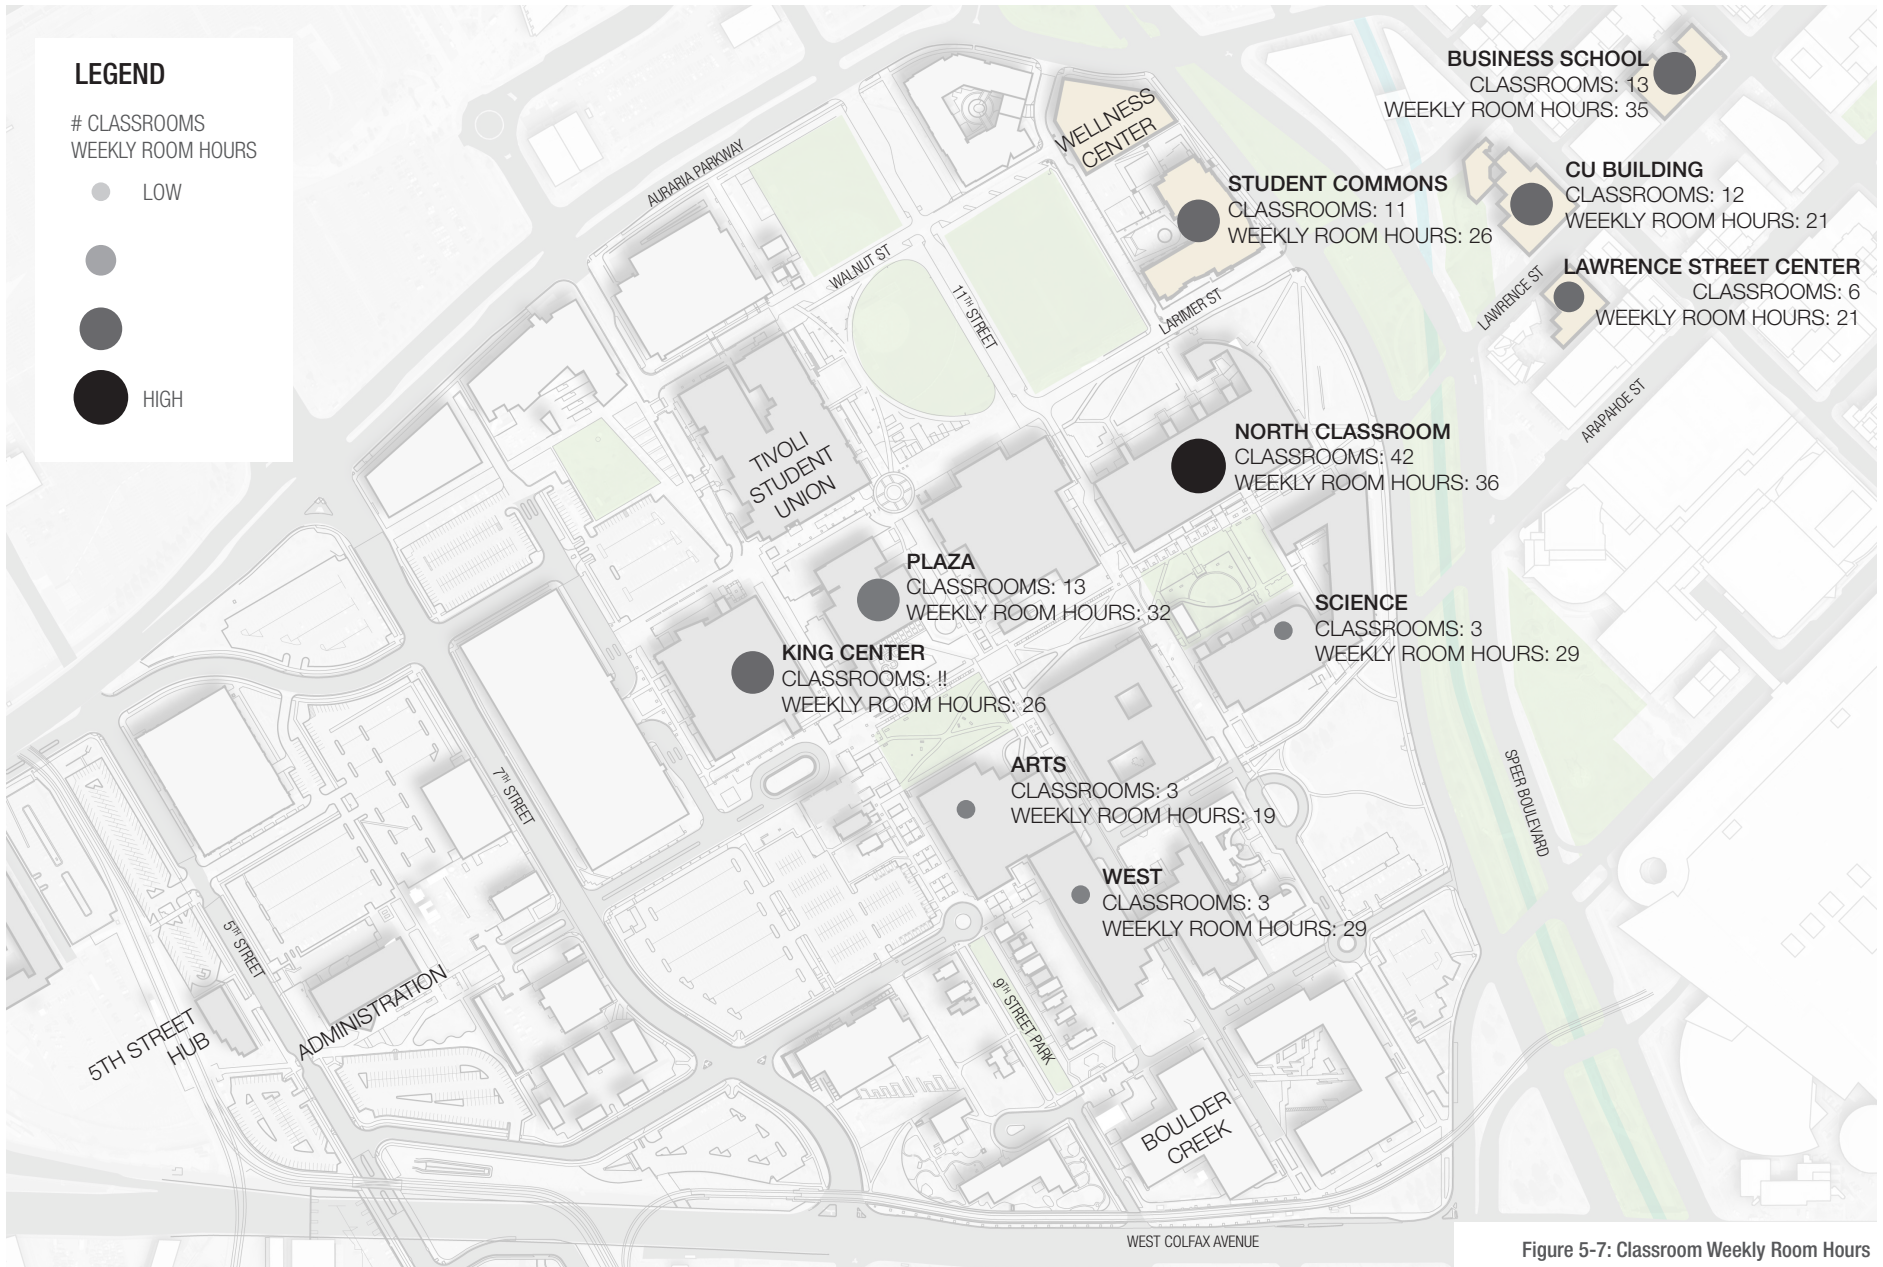 LEGEND
# CLASSROOMS
WEEKLY ROOM HOURS
LOW
HIGH
BUSINESS SCHOOL
CLASSROOMS: 13
WEEKLY ROOM HOURS: 35
WELLNESS
CENTER
CU BUILDING
CLASSROOMS: 12
WEEKLY ROOM HOURS: 21
STUDENT COMMONS
CLASSROOMS: 11
WEEKLY ROOM HOURS: 26
LAWRENCE STREET CENTER
CLASSROOMS: 6
WEEKLY ROOM HOURS: 21
AURARIA PARKWAY
WALNUT ST
11TH STREET
LARIMER ST
LAWRENCE ST
ARAPAHOE ST
TIVOLI
STUDENT
UNION
NORTH CLASSROOM
CLASSROOMS: 42
WEEKLY ROOM HOURS: 36
PLAZA
CLASSROOMS: 13
WEEKLY ROOM HOURS: 32
SCIENCE
CLASSROOMS: 3
WEEKLY ROOM HOURS: 29
KING CENTER
CLASSROOMS: !!
WEEKLY ROOM HOURS: 26
ARTS
CLASSROOMS: 3
WEEKLY ROOM HOURS: 19
7TH STREET
SPEER BOULEVARD
WEST
CLASSROOMS: 3
WEEKLY ROOM HOURS: 29
5TH STREET
ADMINISTRATION
5TH STREET
HUB
9TH STREET PARK
BOULDER
CREEK
WEST COLFAX AVENUE
Figure 5-7: Classroom Weekly Room Hours